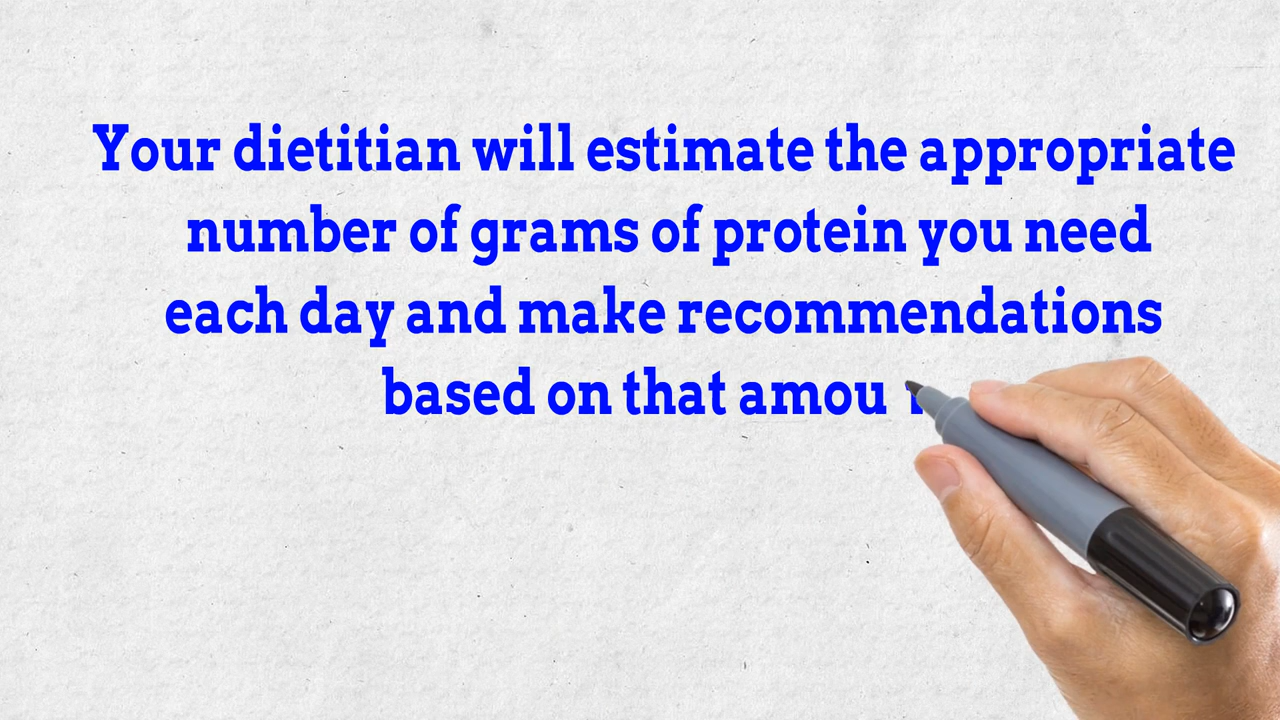 Your dietitian will estimate the appropriate
number of grams of protein you need
each day and make recommendations
based on that amou